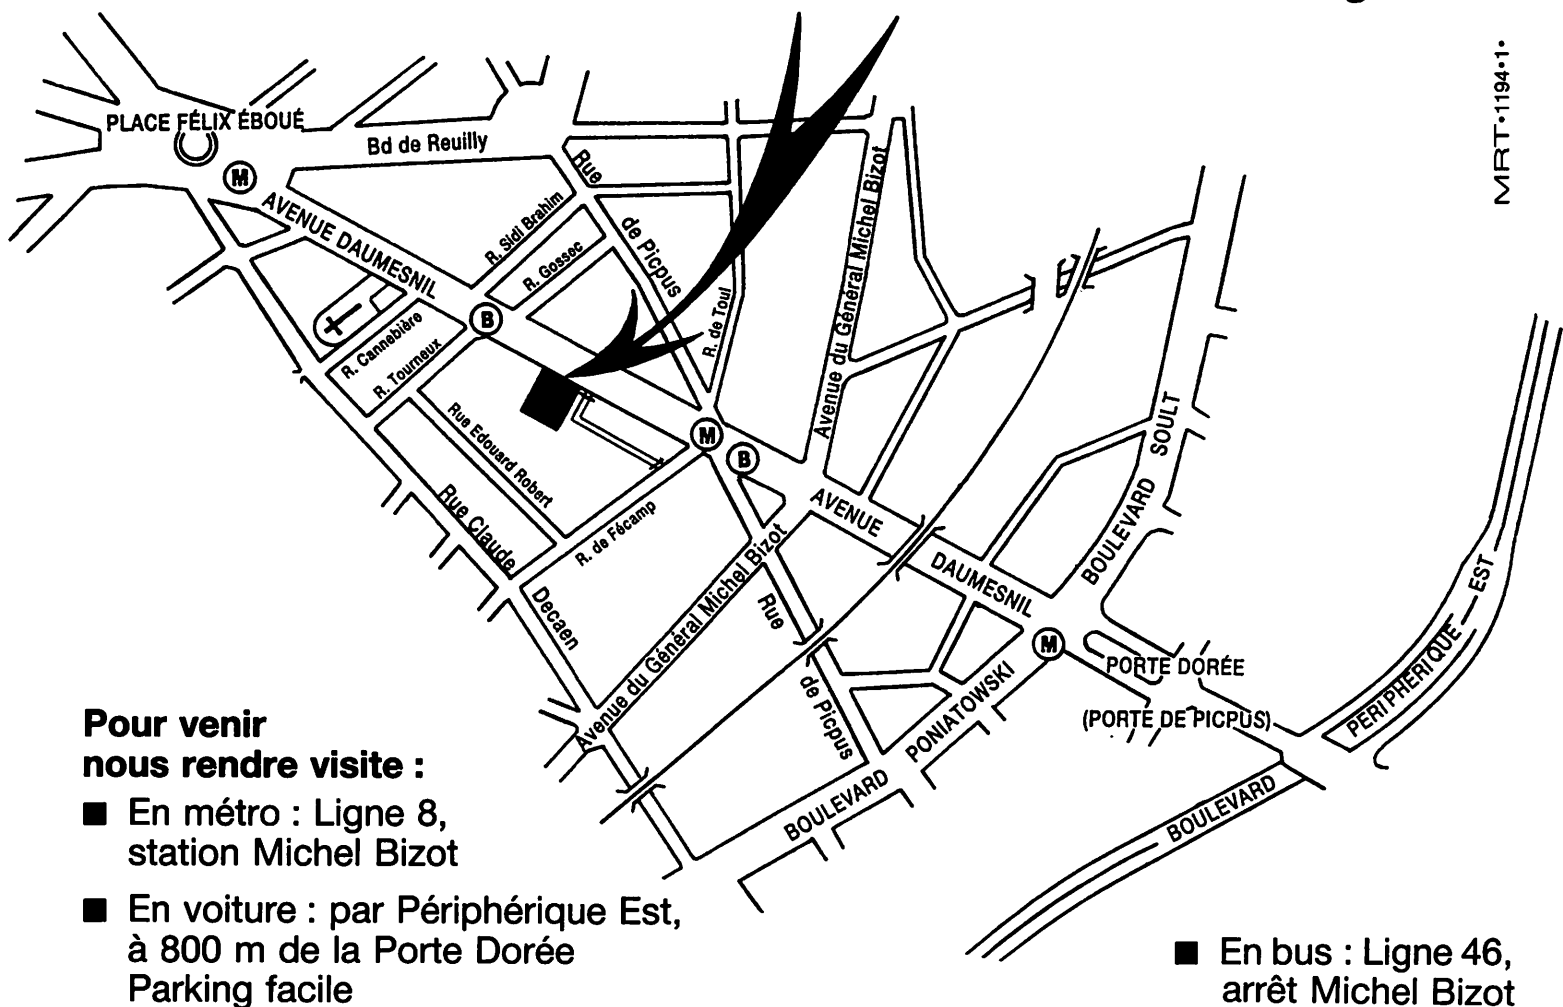 MRT•1194•1•
PLACE FÉLIX ÉBOUÉ
M
Bd de Reuilly
AVENUE DAUMESNIL
R. Sidi Brahim
R. Gossec
Rue
de Picpus
R. de Toul
Avenue du Général Michel Bizot
B
R. Cannebière
R. Tourneux
Rue Edouard Robert
M
B
Rue Claude
Decaen
R. de Fécamp
AVENUE
DAUMESNIL
BOULEVARD SOULT
Avenue du Général Michel Bizot
Rue
de Picpus
M
PORTE DORÉE
(PORTE DE PICPUS)
BOULEVARD PONIATOWSKI
BOULEVARD
PERIPHÉRIQUE — EST
Pour venir
nous rendre visite :
■ En métro : Ligne 8,
station Michel Bizot
■ En voiture : par Périphérique Est,
à 800 m de la Porte Dorée
Parking facile
■ En bus : Ligne 46,
arrêt Michel Bizot